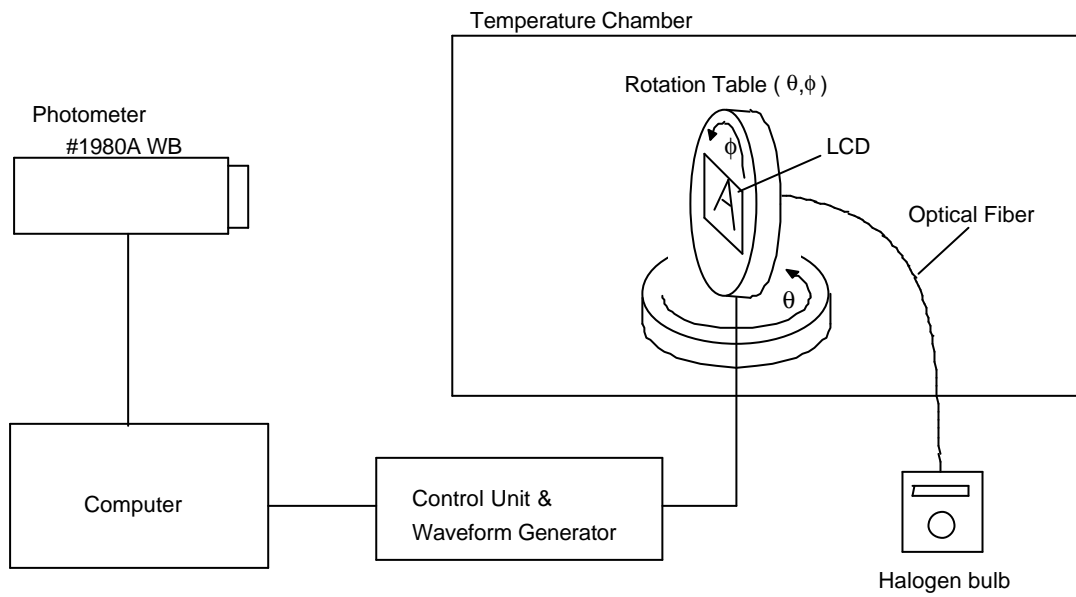 Temperature Chamber
Rotation Table ( θ,ϕ)
Photometer
#1980A WB
ϕ
LCD
A
Optical Fiber
θ
Computer
Control Unit &
Waveform Generator
Halogen bulb